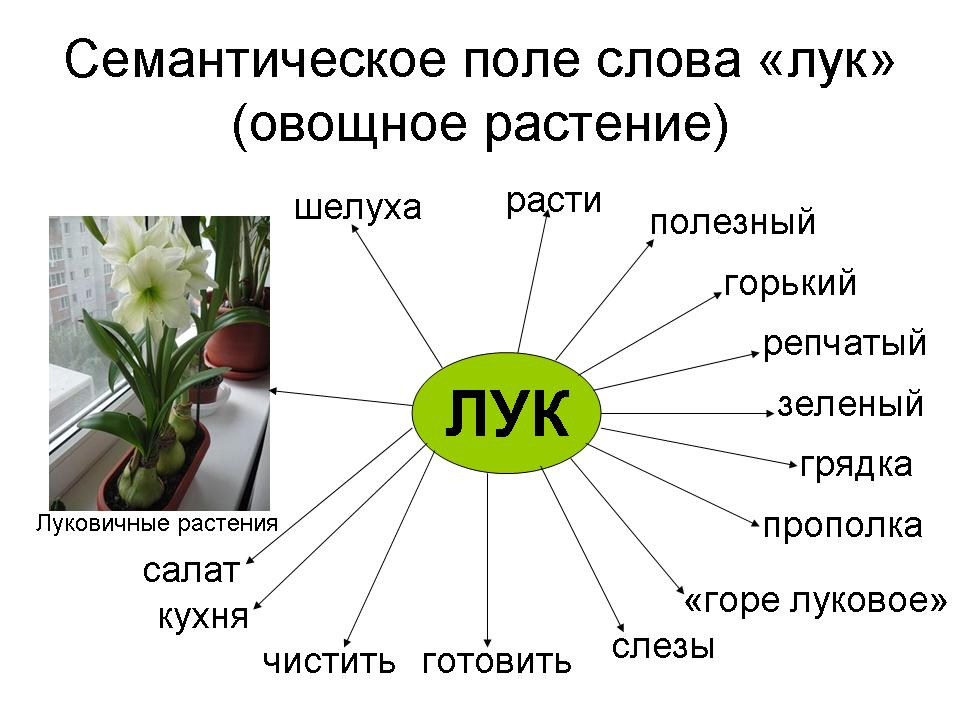 Семантическое поле слова «лук»
(овощное растение)
шелуха
расти
полезный
горький
репчатый
зеленый
ЛУК
грядка
прополка
Луковичные растения
салат
кухня
«горе луковое»
слезы
чистить
готовить